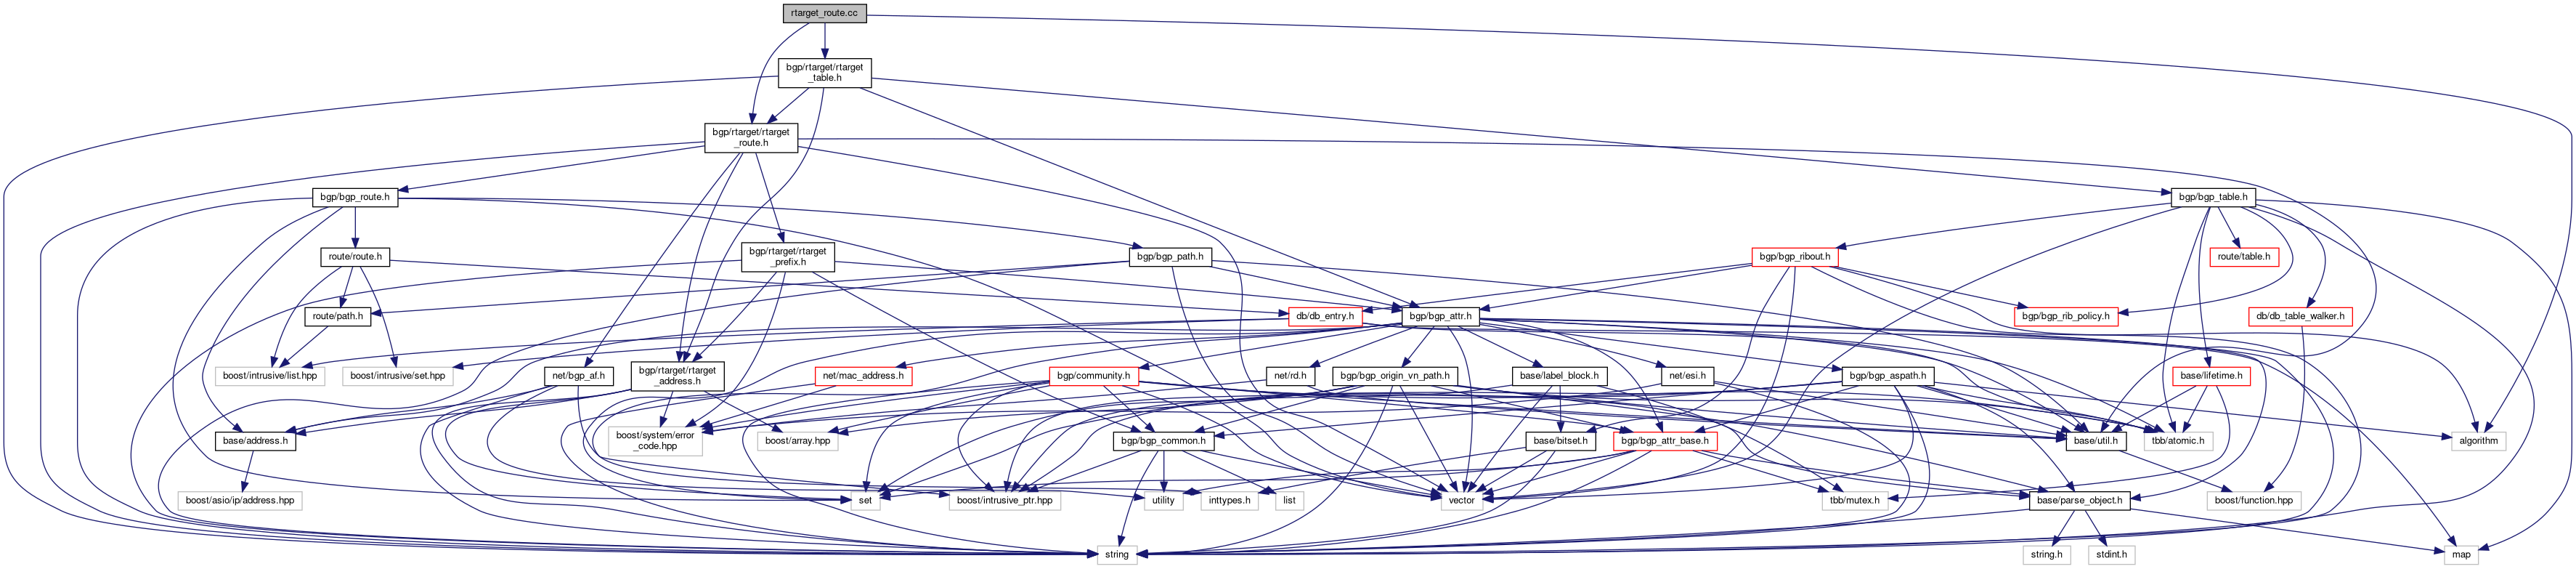 rtarget_route.cc
bgp/rtarget/rtarget
_table.h
bgp/rtarget/rtarget
_route.h
bgp/bgp_route.h
bgp/bgp_table.h
route/route.h
bgp/rtarget/rtarget
_prefix.h
bgp/bgp_path.h
bgp/bgp_ribout.h
route/table.h
route/path.h
db/db_entry.h
bgp/bgp_attr.h
bgp/bgp_rib_policy.h
db/db_table_walker.h
boost/intrusive/list.hpp
boost/intrusive/set.hpp
net/bgp_af.h
bgp/rtarget/rtarget
_address.h
net/mac_address.h
bgp/community.h
net/rd.h
bgp/bgp_origin_vn_path.h
base/label_block.h
net/esi.h
bgp/bgp_aspath.h
base/lifetime.h
base/address.h
boost/system/error
_code.hpp
boost/array.hpp
bgp/bgp_common.h
bgp/bgp_attr_base.h
base/bitset.h
base/util.h
tbb/atomic.h
algorithm
boost/asio/ip/address.hpp
set
boost/intrusive_ptr.hpp
utility
inttypes.h
list
vector
tbb/mutex.h
base/parse_object.h
boost/function.hpp
string
string.h
stdint.h
map